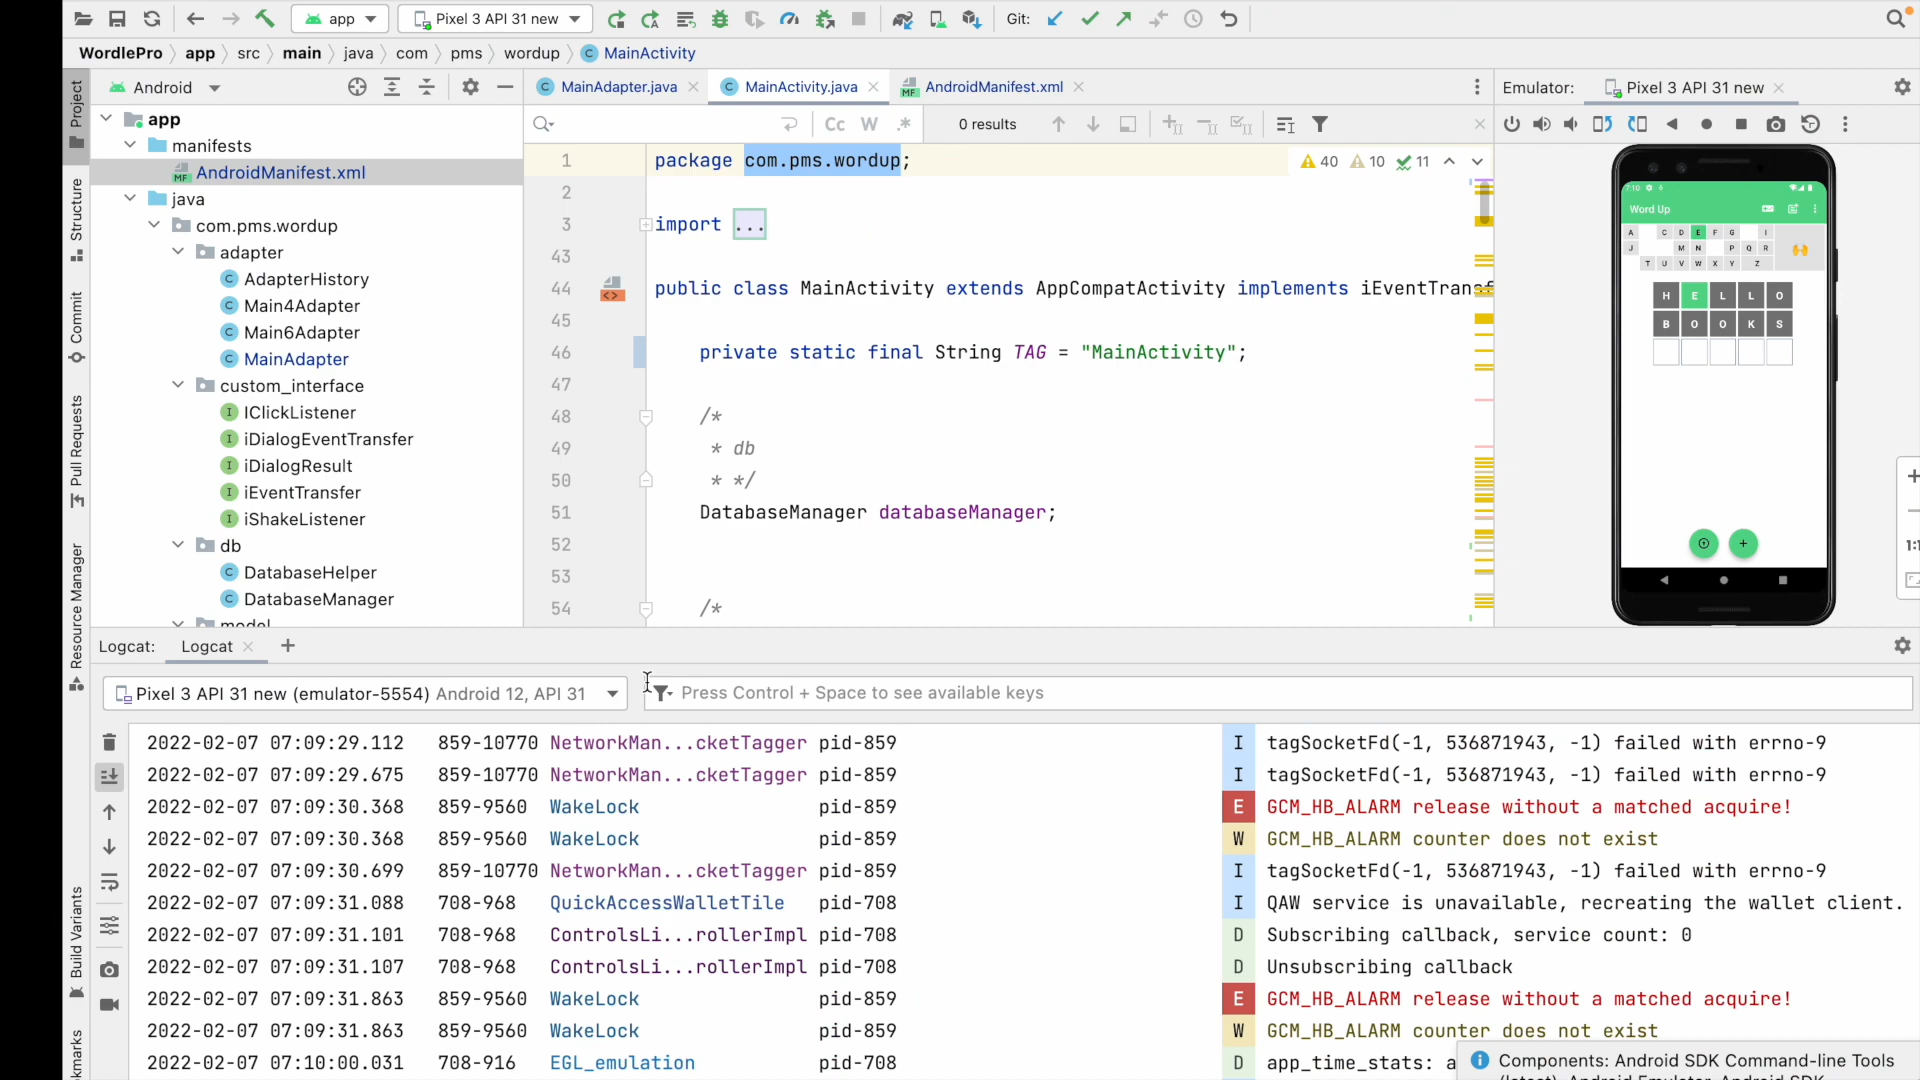 app
Pixel 3 API 31 new
Git:
WordlePro
app
src
main
java
com
pms
wordup
MainActivity
Project
Structure
Commit
Pull Requests
Resource Manager
Build Variants
Android
MainAdapter.java
MainActivity.java
AndroidManifest.xml
Emulator:
Pixel 3 API 31 new
Cc W .*
0 results
app
manifests
AndroidManifest.xml
java
com.pms.wordup
adapter
AdapterHistory
Main4Adapter
Main6Adapter
MainAdapter
custom_interface
IClickListener
iDialogEventTransfer
iDialogResult
iEventTransfer
iShakeListener
db
DatabaseHelper
DatabaseManager
model
1 package com.pms.wordup;
40 10 11
2
3 import ...
43
44 public class MainActivity extends AppCompatActivity implements iEventTransf
45
46 private static final String TAG = "MainActivity";
47
48 /*
49 * db
50 * */
51 DatabaseManager databaseManager;
52
53
54 /*
7:10
Word Up
A C D E F G I
J M N P Q R
T U V W X Y Z
H E L L O
B O O K S
1:1
Logcat:
Logcat
Pixel 3 API 31 new (emulator-5554) Android 12, API 31
Press Control + Space to see available keys
2022-02-07 07:09:29.112 859-10770 NetworkMan...cketTagger pid-859 I tagSocketFd(-1, 536871943, -1) failed with errno-9
2022-02-07 07:09:29.675 859-10770 NetworkMan...cketTagger pid-859 I tagSocketFd(-1, 536871943, -1) failed with errno-9
2022-02-07 07:09:30.368 859-9560 WakeLock pid-859 E GCM_HB_ALARM release without a matched acquire!
2022-02-07 07:09:30.368 859-9560 WakeLock pid-859 W GCM_HB_ALARM counter does not exist
2022-02-07 07:09:30.699 859-10770 NetworkMan...cketTagger pid-859 I tagSocketFd(-1, 536871943, -1) failed with errno-9
2022-02-07 07:09:31.088 708-968 QuickAccessWalletTile pid-708 I QAW service is unavailable, recreating the wallet client.
2022-02-07 07:09:31.101 708-968 ControlsLi...rollerImpl pid-708 D Subscribing callback, service count: 0
2022-02-07 07:09:31.107 708-968 ControlsLi...rollerImpl pid-708 D Unsubscribing callback
2022-02-07 07:09:31.863 859-9560 WakeLock pid-859 E GCM_HB_ALARM release without a matched acquire!
2022-02-07 07:09:31.863 859-9560 WakeLock pid-859 W GCM_HB_ALARM counter does not exist
2022-02-07 07:10:00.031 708-916 EGL_emulation pid-708 D app_time_stats: a
Components: Android SDK Command-line Tools
(latest), Android Emulator, Android SDK